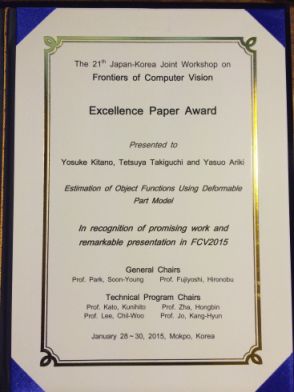 The 21th Japan-Korea Joint Workshop on
Frontiers of Computer Vision
Excellence Paper Award
Presented to
Yosuke Kitano, Tetsuya Takiguchi and Yasuo Ariki
Estimation of Object Functions Using Deformable
Part Model
In recognition of promising work and
remarkable presentation in FCV2015
General Chairs
Prof. Park, Soon-Young Prof. Fujiyoshi, Hironobu
Technical Program Chairs
Prof. Kato, Kunihito Prof. Zha, Hongbin
Prof. Lee, Chil-Woo Prof. Jo, Kang-Hyun
January 28~30, 2015, Mokpo, Korea